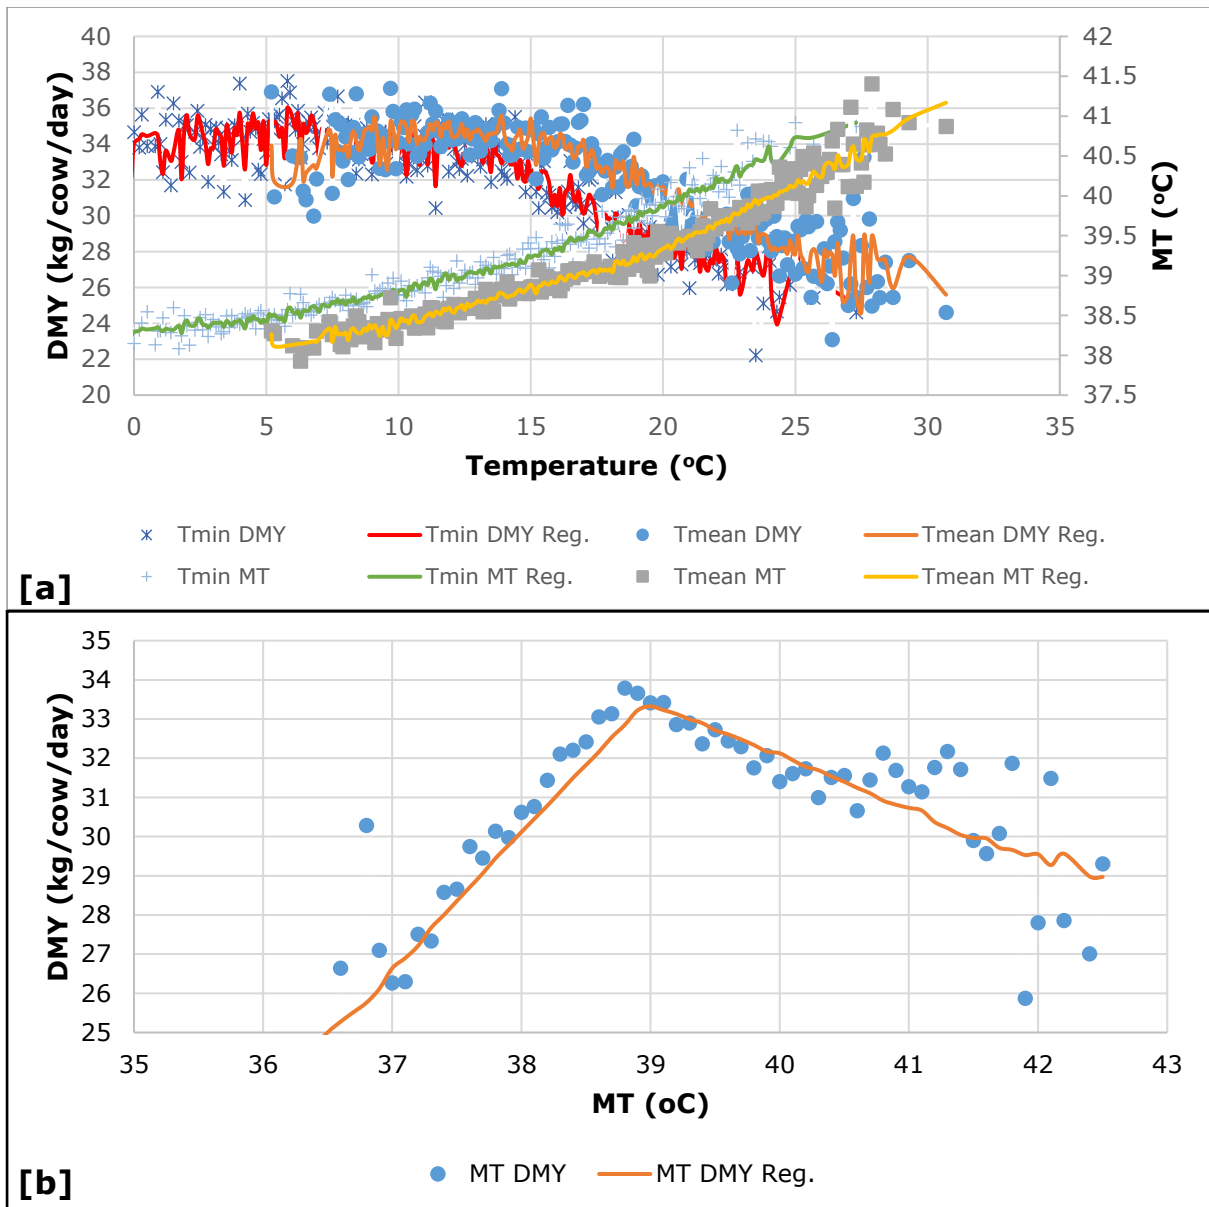 40
38
36
34
32
30
28
26
24
22
20
DMY (kg/cow/day)
42
41.5
41
40.5
40
39.5
39
38.5
38
37.5
MT (ºC)
0 5 10 15 20 25 30 35
Temperature (ºC)
Tmin DMY Tmin DMY Reg. Tmean DMY Tmean DMY Reg.
Tmin MT Tmin MT Reg. Tmean MT Tmean MT Reg.
[a]
35
34
33
32
31
30
29
28
27
26
25
DMY (kg/cow/day)
35 36 37 38 39 40 41 42 43
MT (oC)
MT DMY MT DMY Reg.
[b]